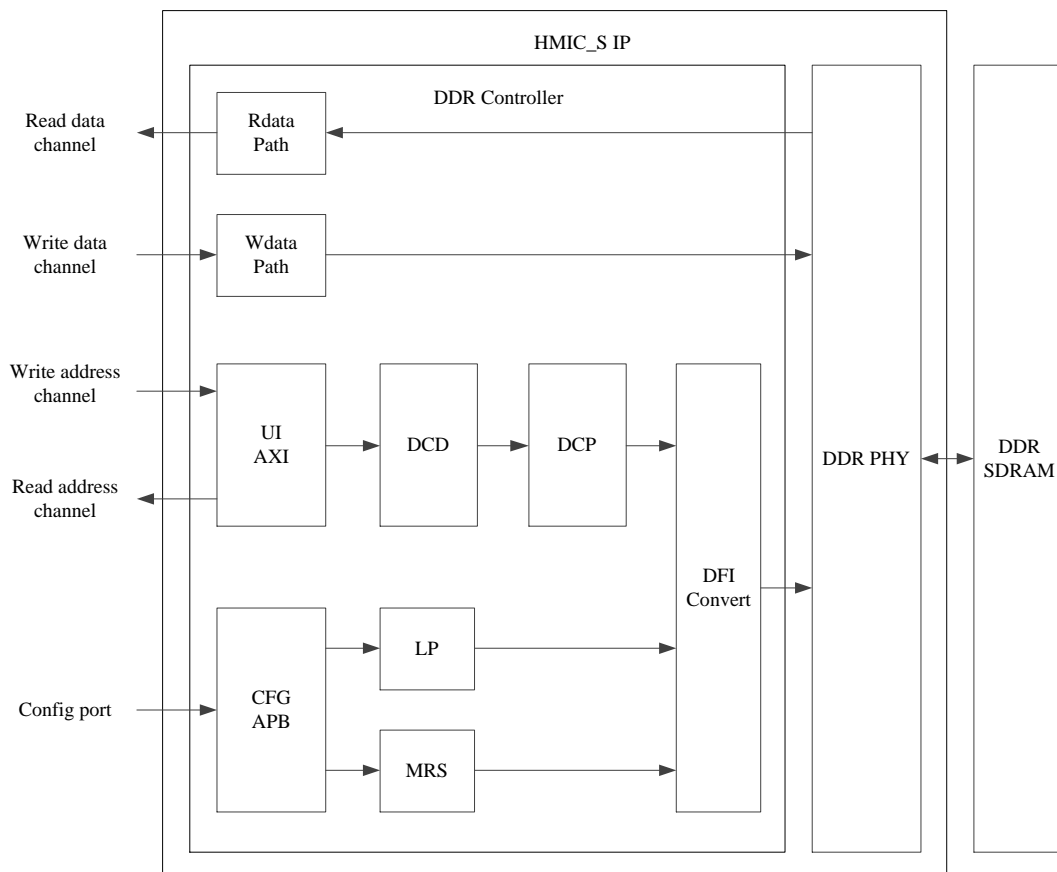 HMIC_S IP
DDR Controller
Read data
channel
Rdata
Path
Write data
channel
Wdata
Path
Write address
channel
Read address
channel
UI
AXI
DCD
DCP
DFI
Convert
DDR PHY
DDR
SDRAM
Config port
CFG
APB
LP
MRS